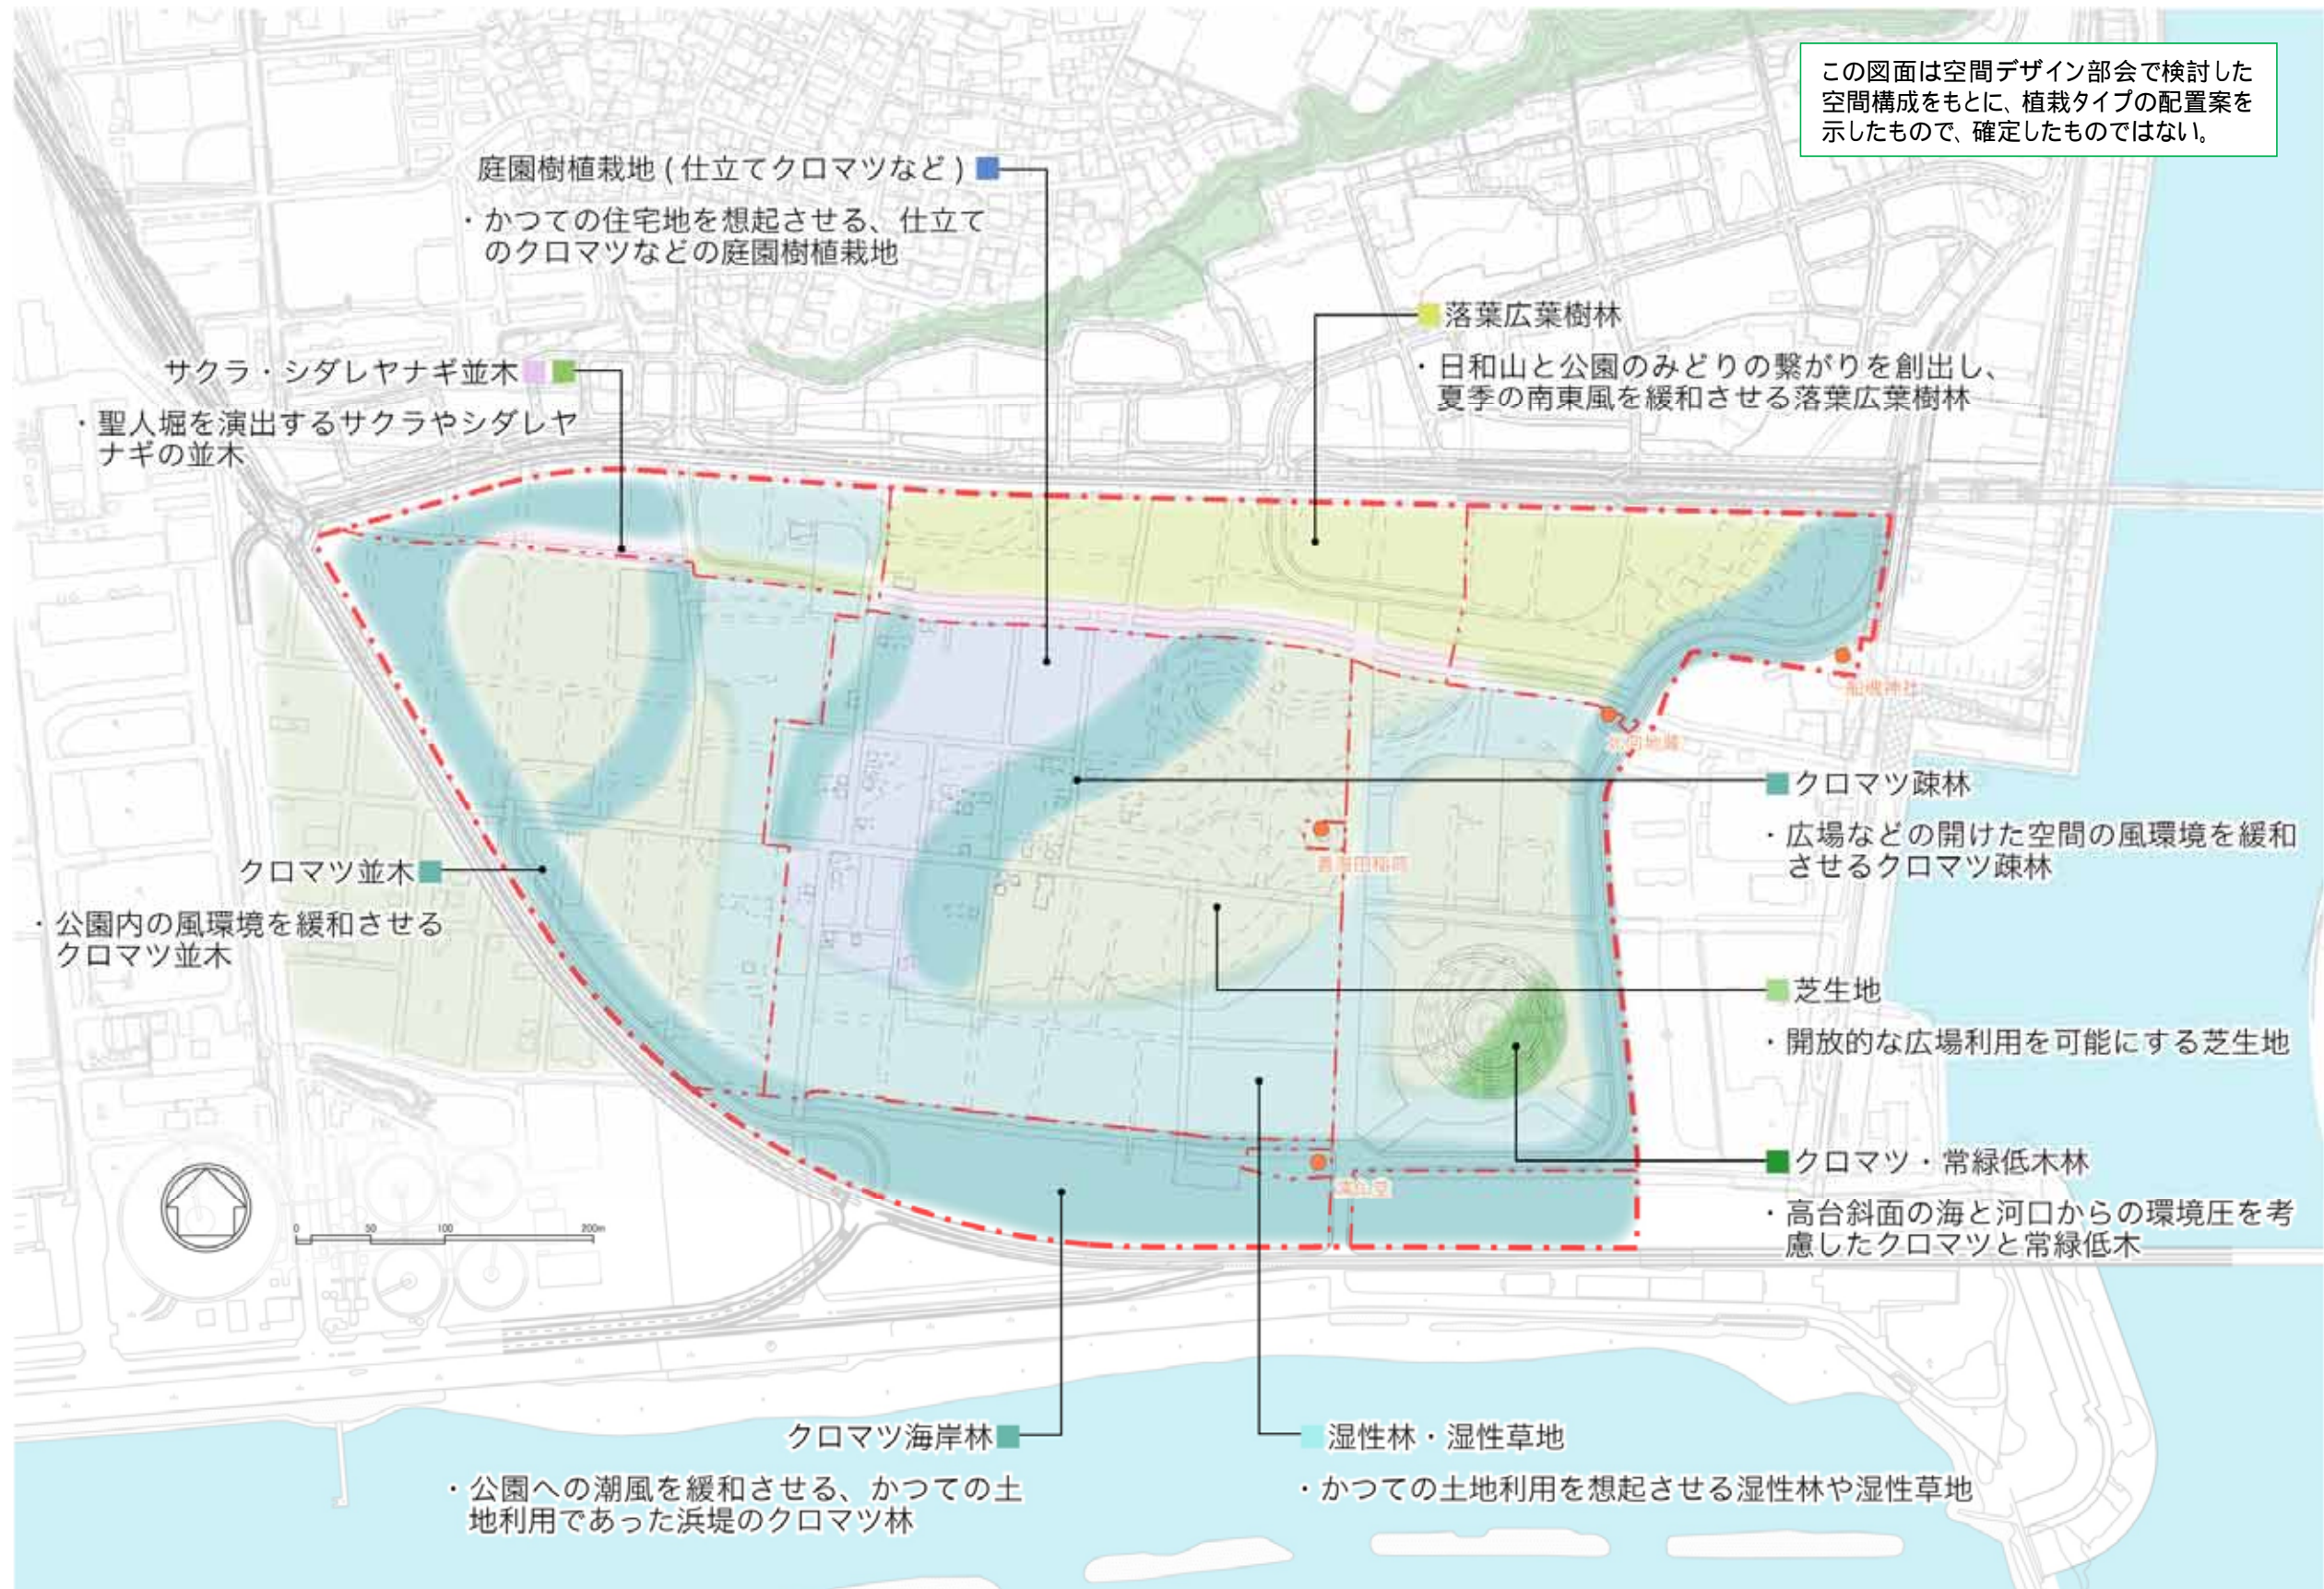 この図面は空間デザイン部会で検討した
空間構成をもとに、植栽タイプの配置案を
示したもので、確定したものではない。
庭園樹植栽地(仕立てクロマツなど)
・かつての住宅地を想起させる、仕立て
のクロマツなどの庭園樹植栽地
落葉広葉樹林
・日和山と公園のみどりの繋がりを創出し、
夏季の南東風を緩和させる落葉広葉樹林
サクラ・シダレヤナギ並木
・聖人堀を演出するサクラやシダレヤ
ナギの並木
船魂神社
クロマツ疎林
・広場などの開けた空間の風環境を緩和
させるクロマツ疎林
クロマツ並木
・公園内の風環境を緩和させる
クロマツ並木
芝生地
・開放的な広場利用を可能にする芝生地
クロマツ・常緑低木林
・高台斜面の海と河口からの環境圧を考
慮したクロマツと常緑低木
0 50 100 200m
クロマツ海岸林
・公園への潮風を緩和させる、かつての土
地利用であった浜堤のクロマツ林
湿性林・湿性草地
・かつての土地利用を想起させる湿性林や湿性草地